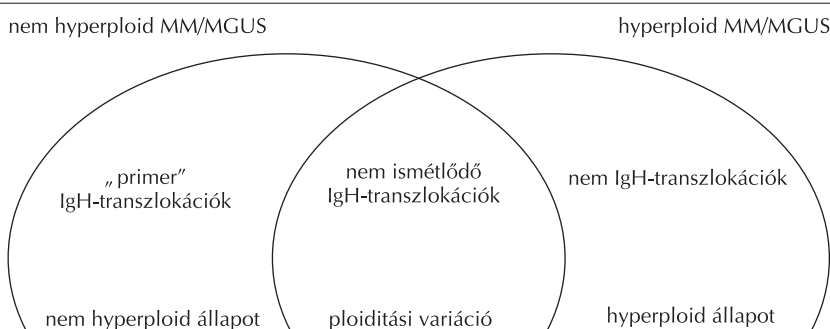 nem hyperploid MM/MGUS
hyperploid MM/MGUS
„primer”
IgH-transzlokációk
nem ismétlődő
IgH-transzlokációk
nem IgH-transzlokációk
nem hyperploid állapot
ploiditási variáció
hyperploid állapot